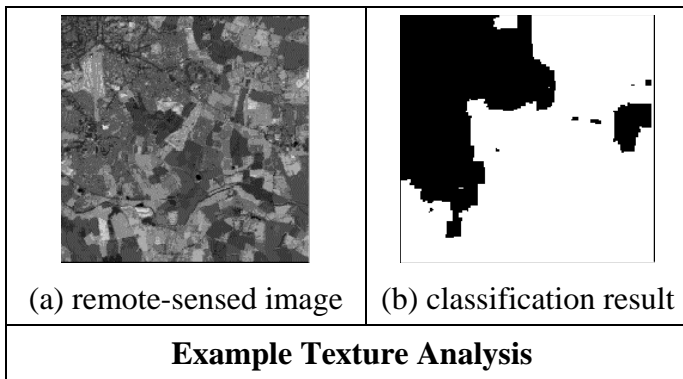 (a) remote-sensed image
(b) classification result
Example Texture Analysis